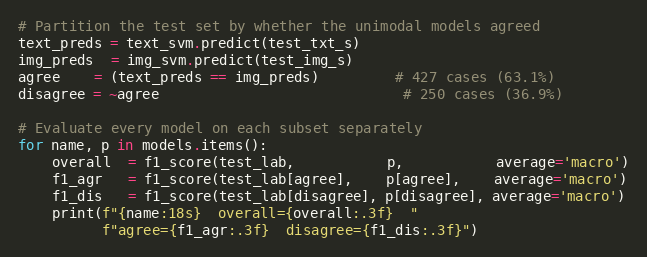 # Partition the test set by whether the unimodal models agreed
text_preds = text_svm.predict(test_txt_s)
img_preds  = img_svm.predict(test_img_s)
agree    = (text_preds == img_preds)          # 427 cases (63.1%)
disagree = ~agree                             # 250 cases (36.9%)

# Evaluate every model on each subset separately
for name, p in models.items():
    overall  = f1_score(test_lab,           p,           average='macro')
    f1_agr   = f1_score(test_lab[agree],    p[agree],    average='macro')
    f1_dis   = f1_score(test_lab[disagree], p[disagree], average='macro')
    print(f"{name:18s}  overall={overall:.3f}  "
          f"agree={f1_agr:.3f}  disagree={f1_dis:.3f}")